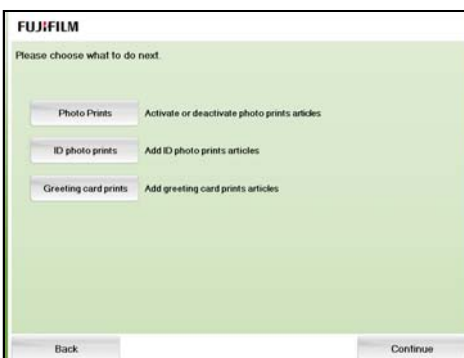 FUJIFILM
Please choose what to do next.
Photo Prints Activate or deactivate photo prints articles
ID photo prints Add ID photo prints articles
Greeting card prints Add greeting card prints articles
Back Continue